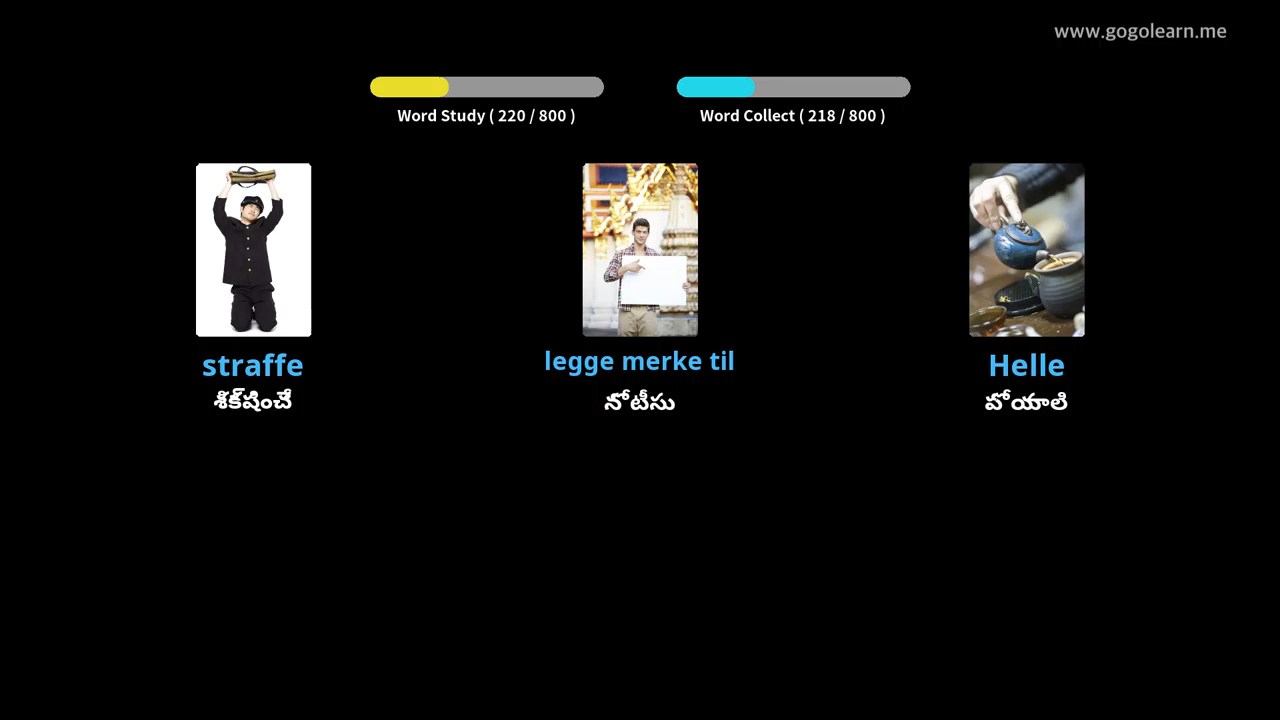 www.gogolearn.me
Word Study ( 220 / 800 )
Word Collect ( 218 / 800 )
straffe
శిక్షించే
legge merke til
నోటీసు
Helle
పోయాలి